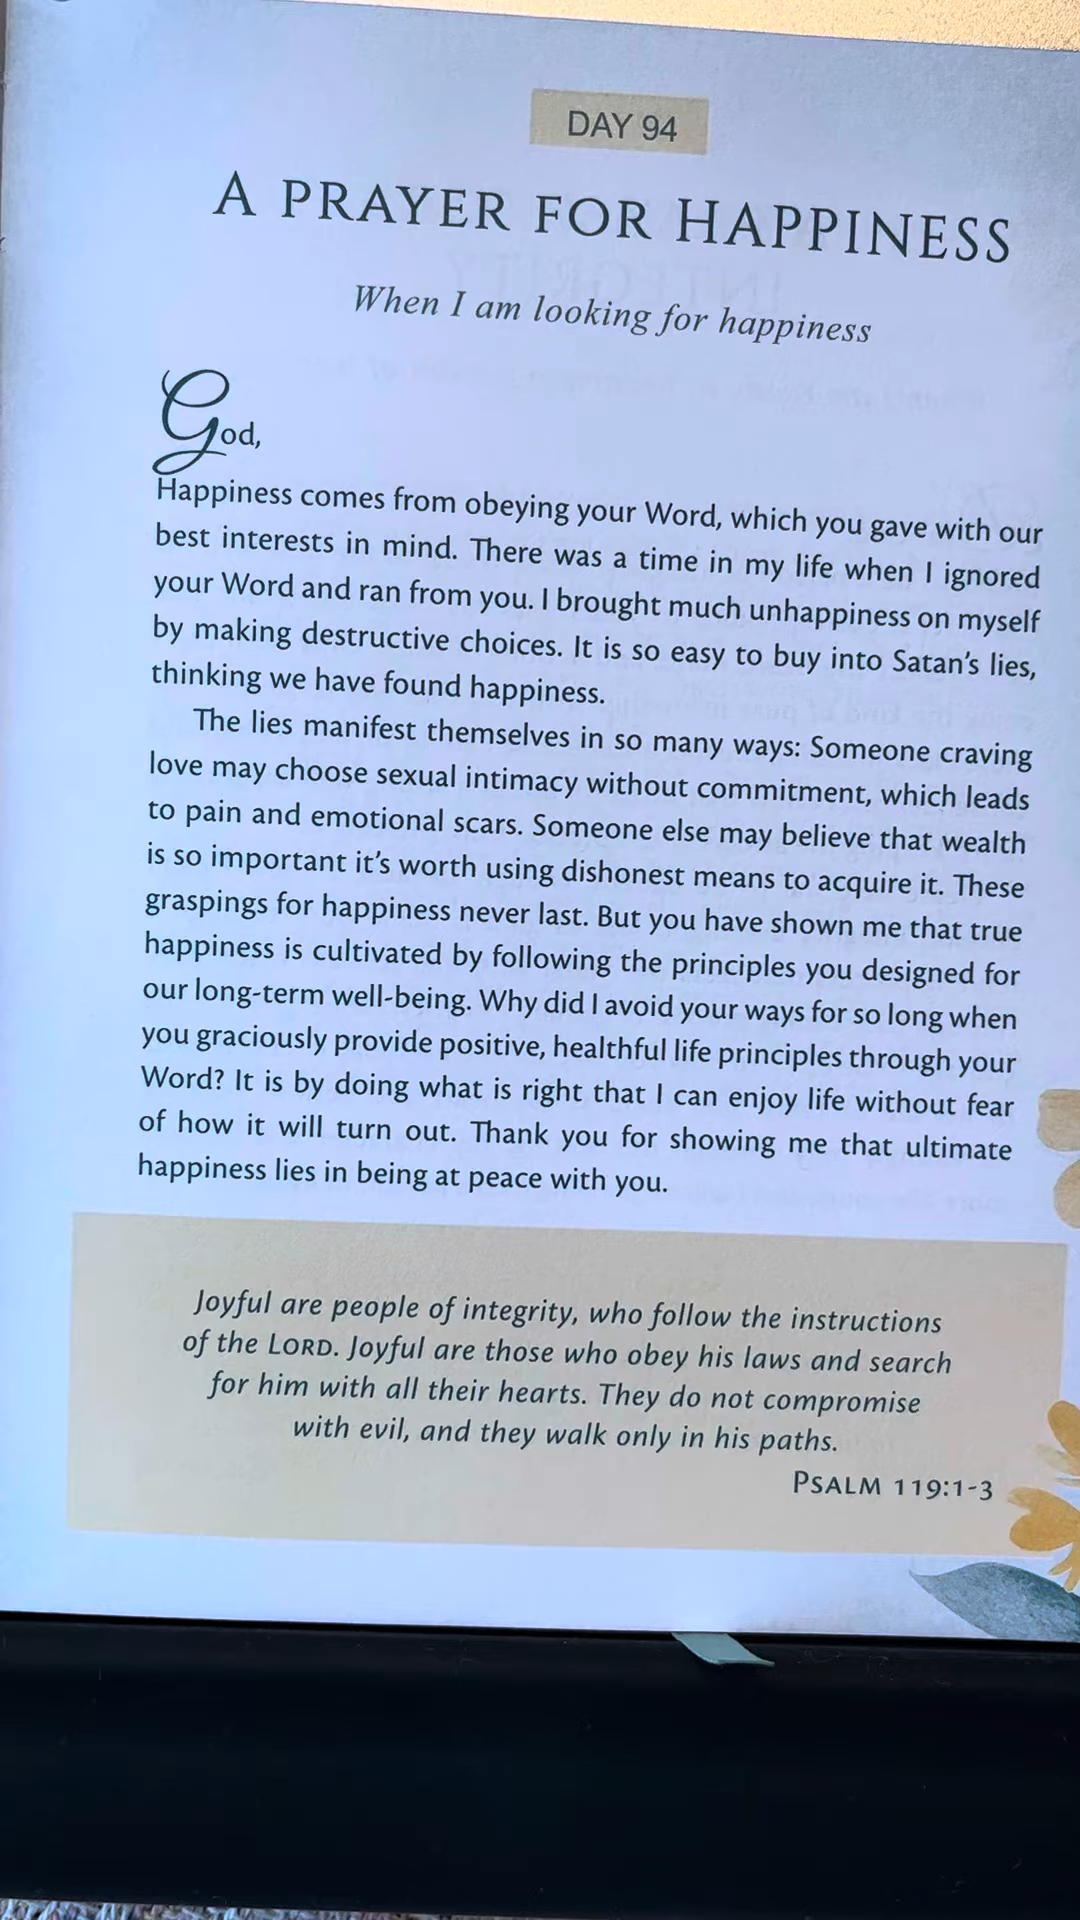 DAY 94
A PRAYER FOR HAPPINESS
When I am looking for happiness
God,
Happiness comes from obeying your Word, which you gave with our
best interests in mind. There was a time in my life when I ignored
your Word and ran from you. I brought much unhappiness on myself
by making destructive choices. It is so easy to buy into Satan's lies,
thinking we have found happiness.
The lies manifest themselves in so many ways: Someone craving
love may choose sexual intimacy without commitment, which leads
to pain and emotional scars. Someone else may believe that wealth
is so important it's worth using dishonest means to acquire it. These
graspings for happiness never last. But you have shown me that true
happiness is cultivated by following the principles you designed for
our long-term well-being. Why did I avoid your ways for so long when
you graciously provide positive, healthful life principles through your
Word? It is by doing what is right that I can enjoy life without fear
of how it will turn out. Thank you for showing me that ultimate
happiness lies in being at peace with you.
Joyful are people of integrity, who follow the instructions
of the LORD. Joyful are those who obey his laws and search
for him with all their hearts. They do not compromise
with evil, and they walk only in his paths.
PSALM 119:1-3